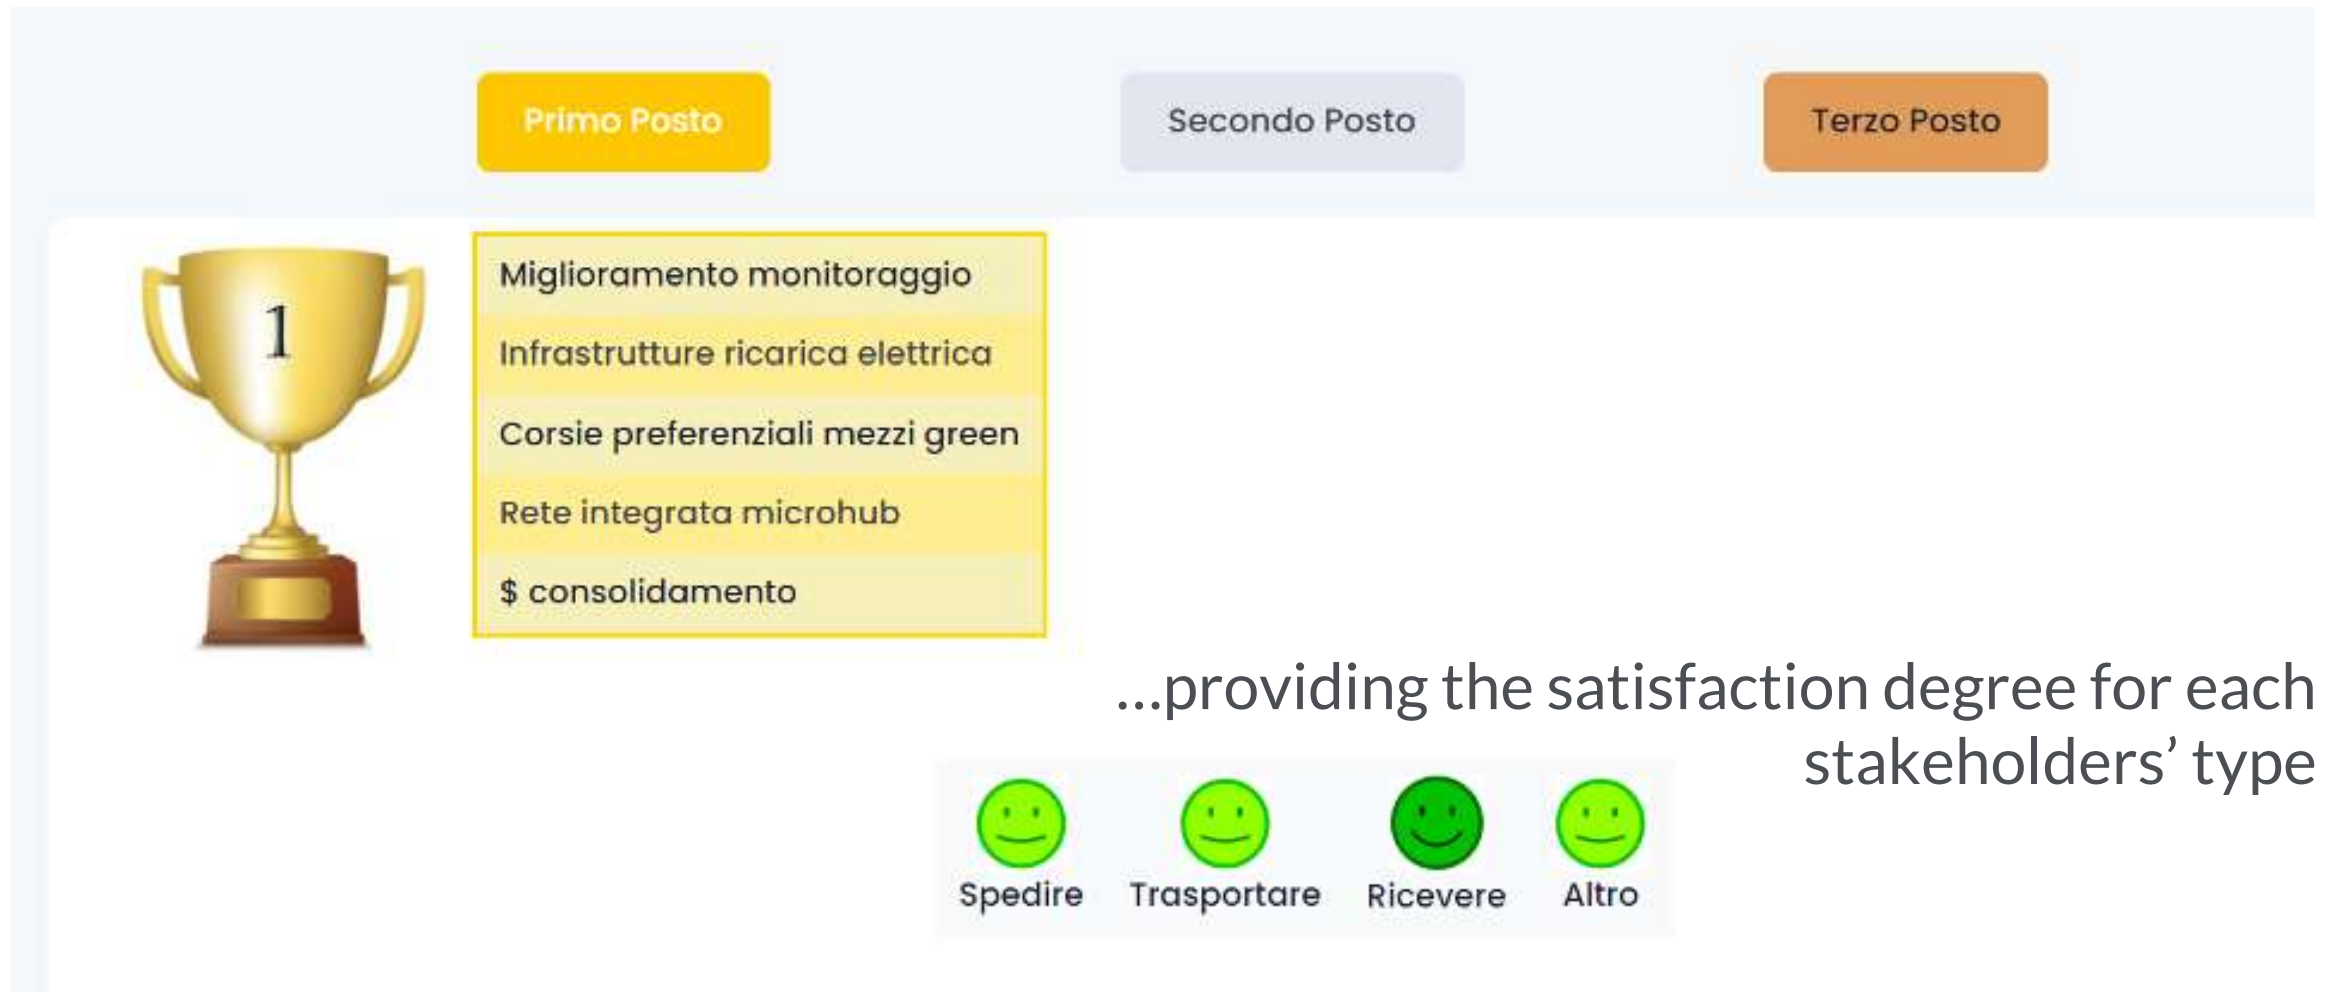 Primo Posto
Secondo Posto
Terzo Posto
1
Miglioramento monitoraggio
Infrastrutture ricarica elettrica
Corsie preferenziali mezzi green
Rete integrata microhub
$ consolidamento
...providing the satisfaction degree for each
stakeholders’ type
Spedire
Trasportare
Ricevere
Altro